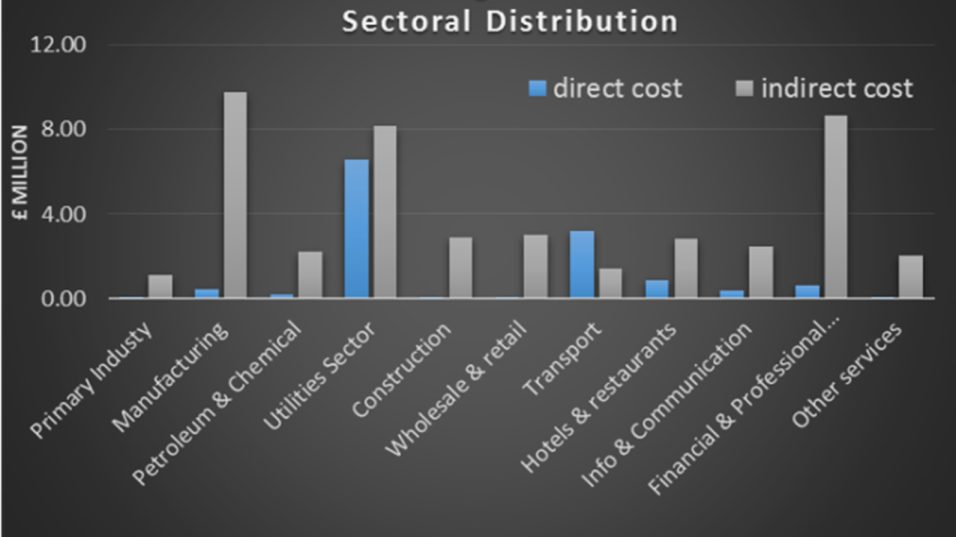 Sectoral Distribution
12.00
direct cost
indirect cost
8.00
£ MILLION
4.00
0.00
Primary Industy
Manufacturing
Petroleum & Chemical
Utilities Sector
Construction
Wholesale & retail
Transport
Hotels & restaurants
Info & Communication
Financial & Professional...
Other services